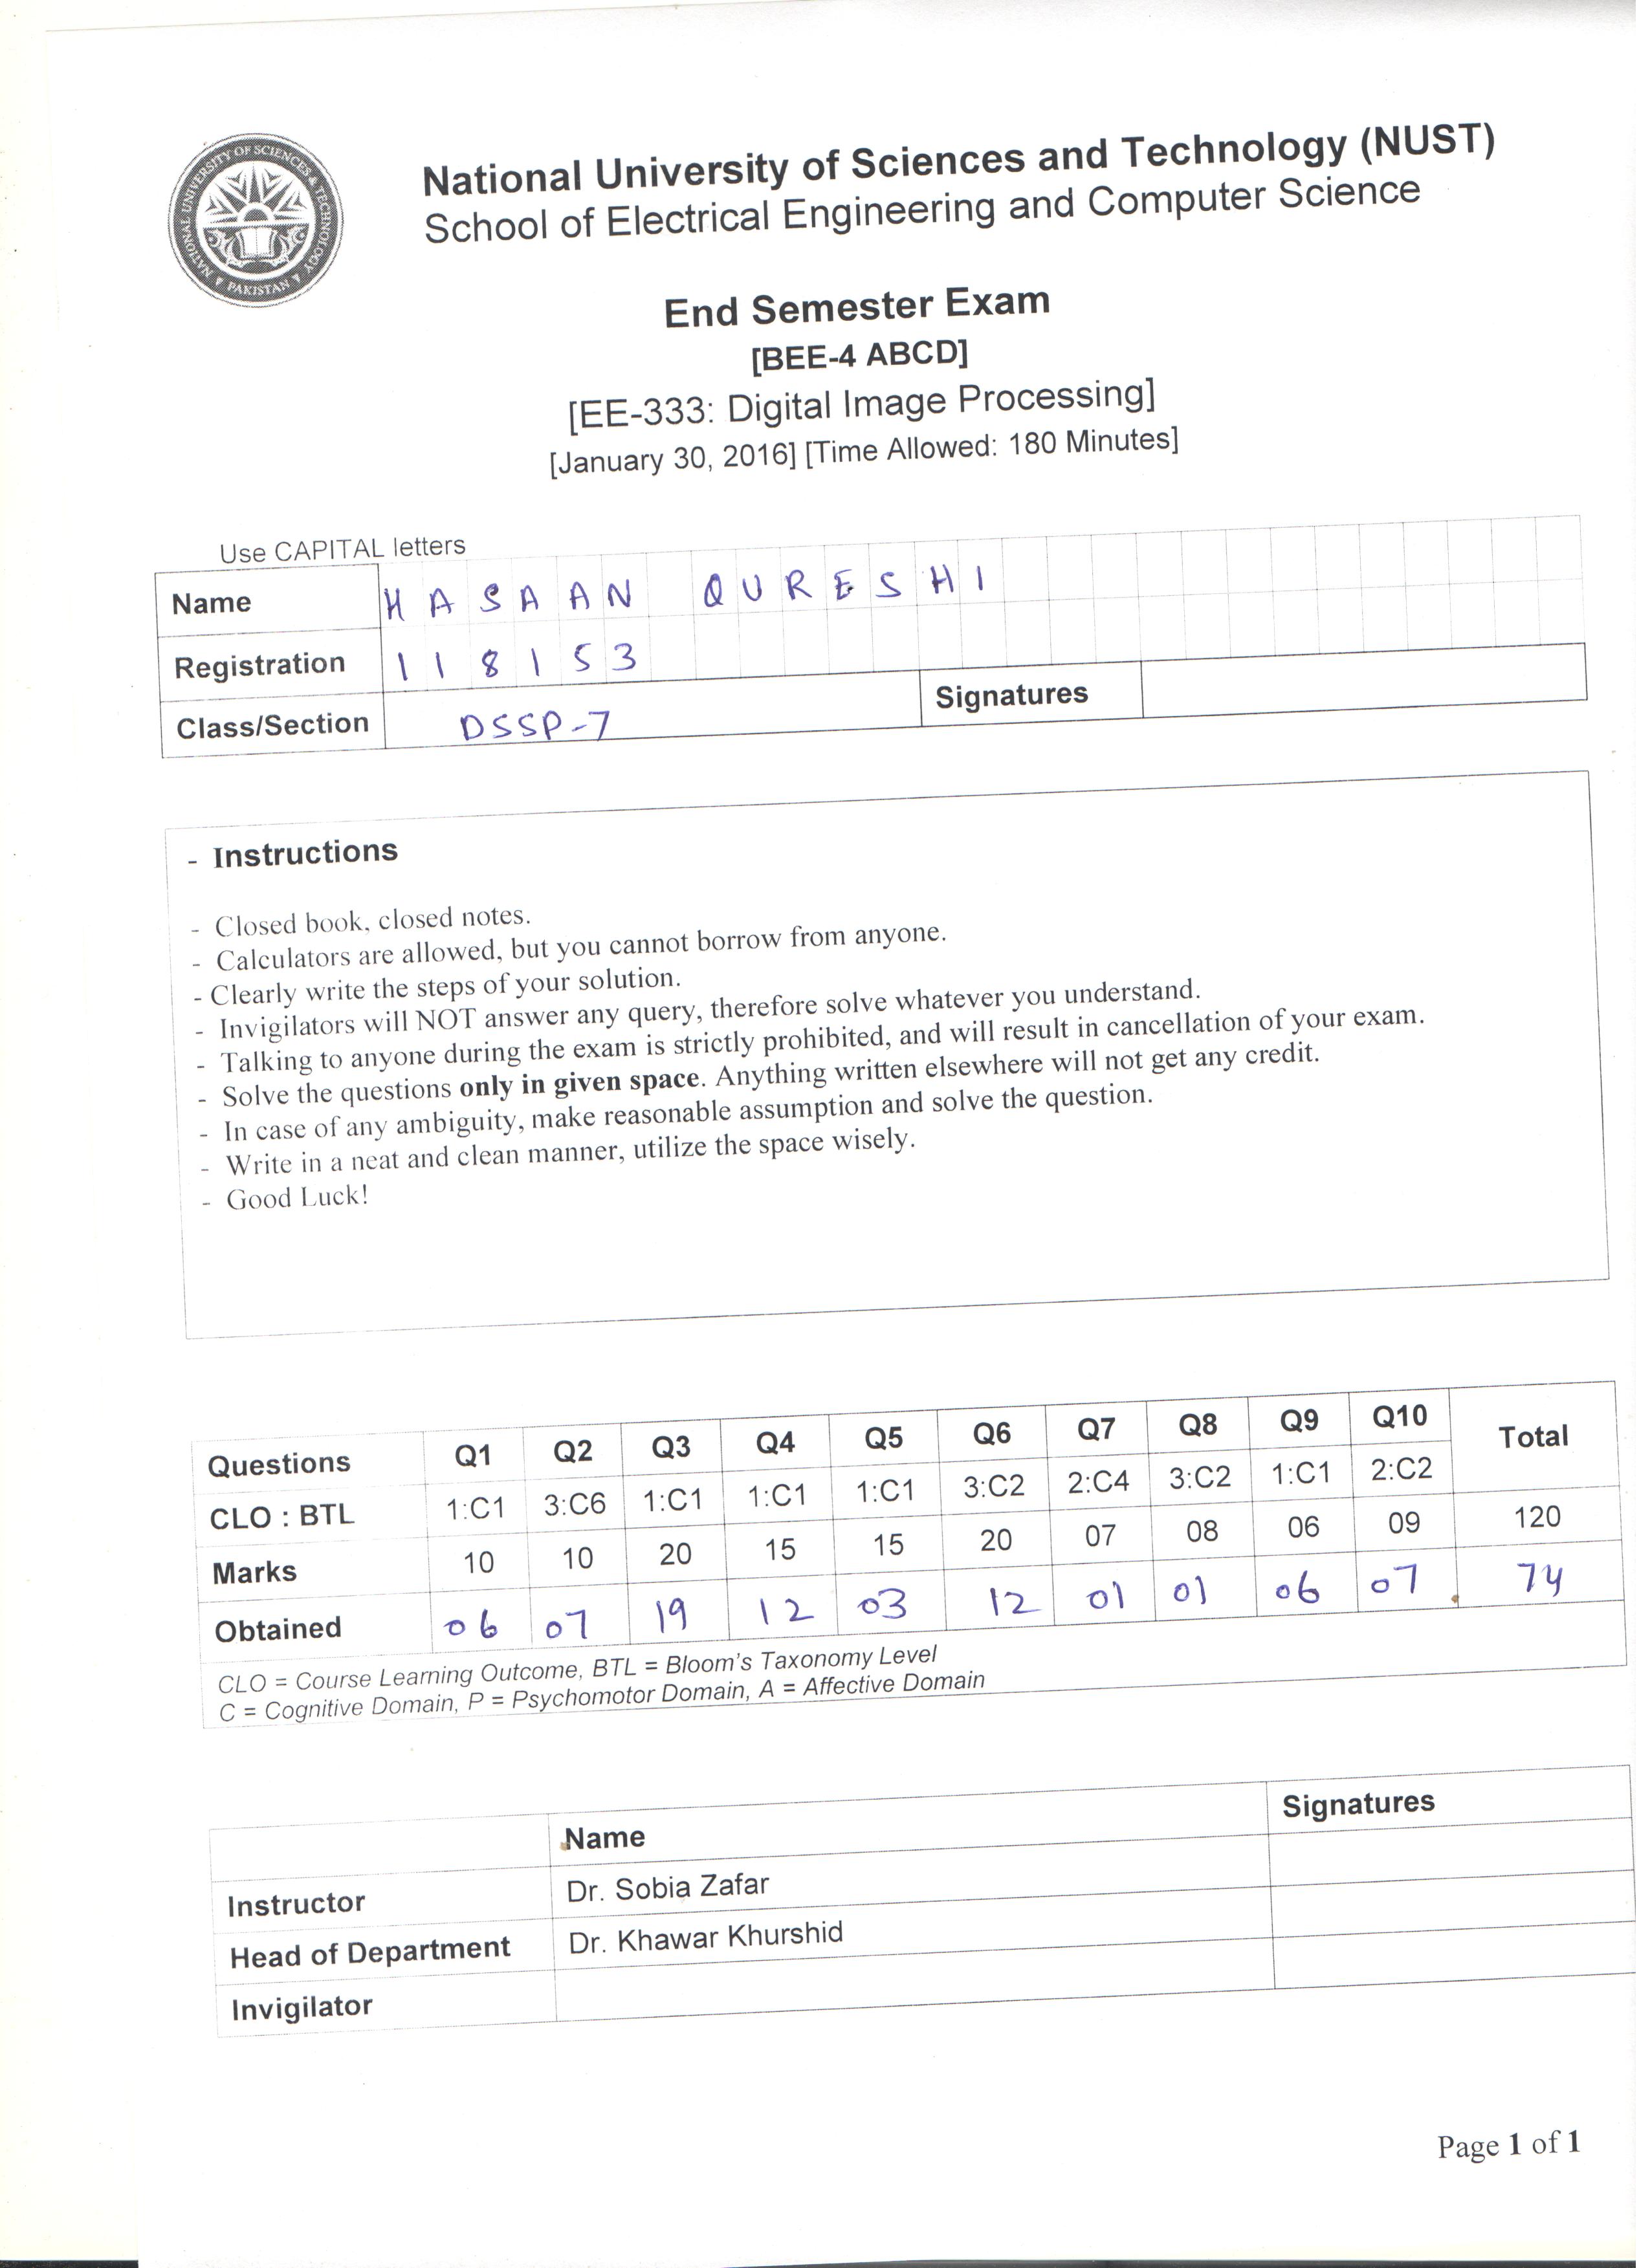 NATIONAL UNIVERSITY OF SCIENCES & TECHNOLOGY
PAKISTAN
National University of Sciences and Technology (NUST)
School of Electrical Engineering and Computer Science
End Semester Exam
[BEE-4 ABCD]
[EE-333: Digital Image Processing]
[January 30, 2016] [Time Allowed: 180 Minutes]
Use CAPITAL letters
Name HASAAN QURESHI
Registration 118153
Class/Section DSSP-7 Signatures
- Instructions
- Closed book, closed notes.
- Calculators are allowed, but you cannot borrow from anyone.
- Clearly write the steps of your solution.
- Invigilators will NOT answer any query, therefore solve whatever you understand.
- Talking to anyone during the exam is strictly prohibited, and will result in cancellation of your exam.
- Solve the questions only in given space. Anything written elsewhere will not get any credit.
- In case of any ambiguity, make reasonable assumption and solve the question.
- Write in a neat and clean manner, utilize the space wisely.
- Good Luck!
Questions Q1 Q2 Q3 Q4 Q5 Q6 Q7 Q8 Q9 Q10 Total
CLO : BTL 1:C1 3:C6 1:C1 1:C1 1:C1 3:C2 2:C4 3:C2 1:C1 2:C2
Marks 10 10 20 15 15 20 07 08 06 09 120
Obtained 06 07 19 12 03 12 01 01 06 07 74
CLO = Course Learning Outcome, BTL = Bloom's Taxonomy Level
C = Cognitive Domain, P = Psychomotor Domain, A = Affective Domain
Name Signatures
Instructor Dr. Sobia Zafar
Head of Department Dr. Khawar Khurshid
Invigilator
Page 1 of 1